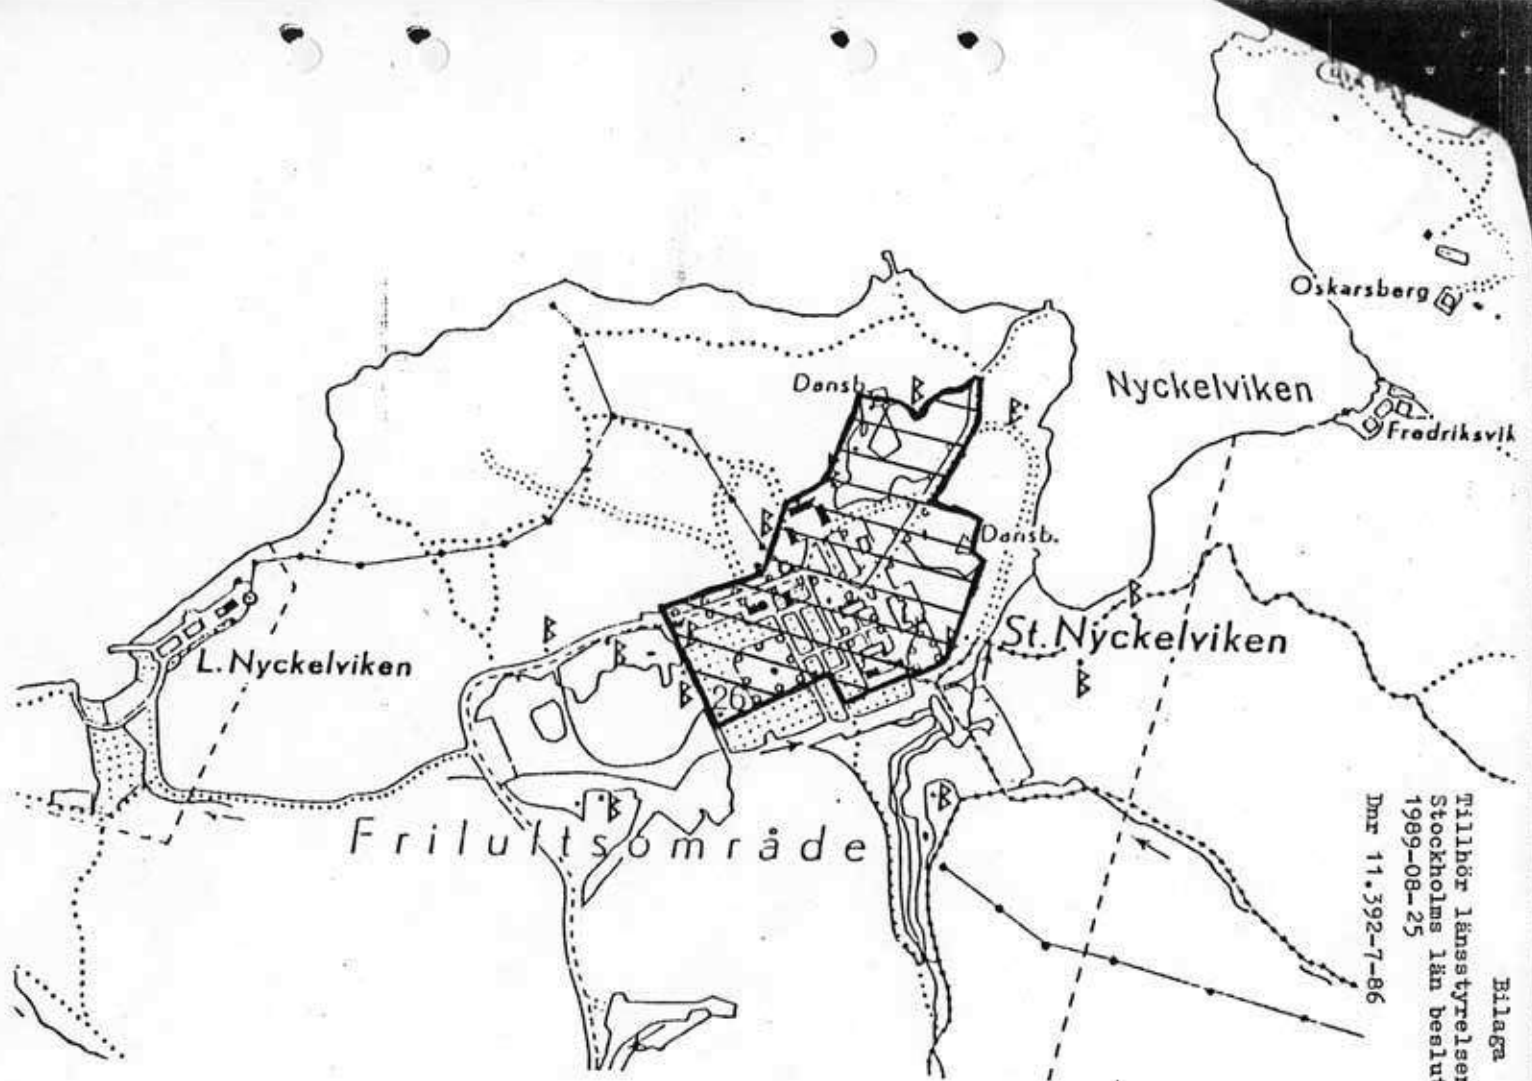 Oskarsberg
Dansb.
Nyckelviken
Fredriksvik
Dansb.
St. Nyckelviken
L. Nyckelviken
26
Friluftsområde
Bilaga
Tillhör länsstyrelsen
Stockholms län beslut
1989-08-25
Dnr 11.392-7-86